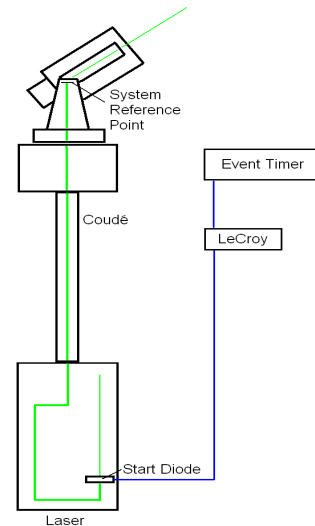 System
Reference
Point
Event Timer
Coudé
LeCroy
Start Diode
Laser